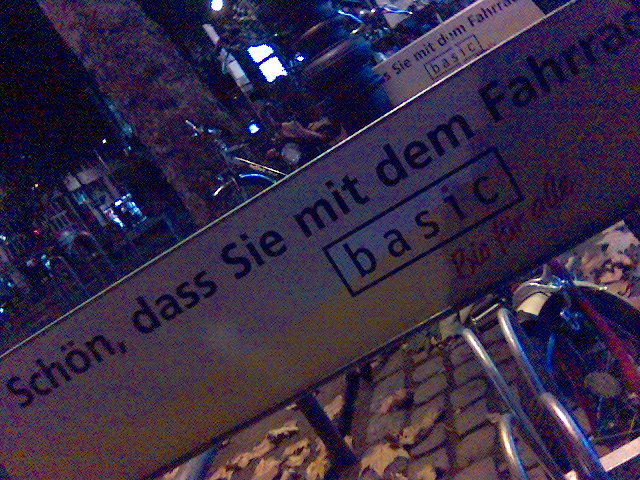 ss Sie mit dem Fahrra
basic
Schön, dass Sie mit dem Fahrra
basic
Bio für alle.